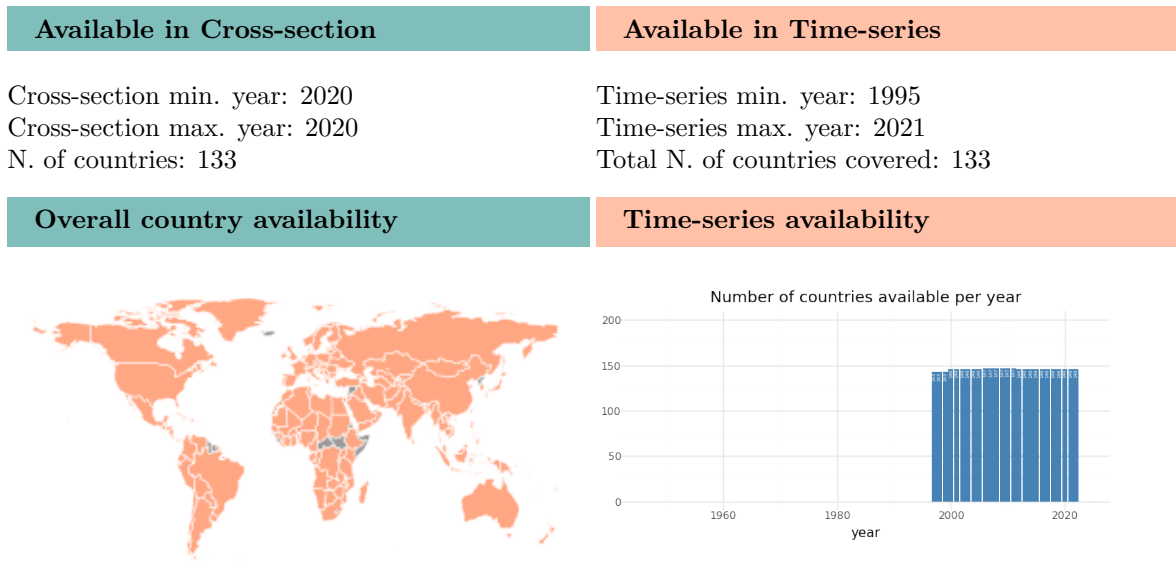 Available in Cross-section
Available in Time-series
Cross-section min. year: 2020
Cross-section max. year: 2020
N. of countries: 133
Time-series min. year: 1995
Time-series max. year: 2021
Total N. of countries covered: 133
Overall country availability
Time-series availability
Number of countries available per year
200
150
100
50
0
1960
1980
2000
2020
year